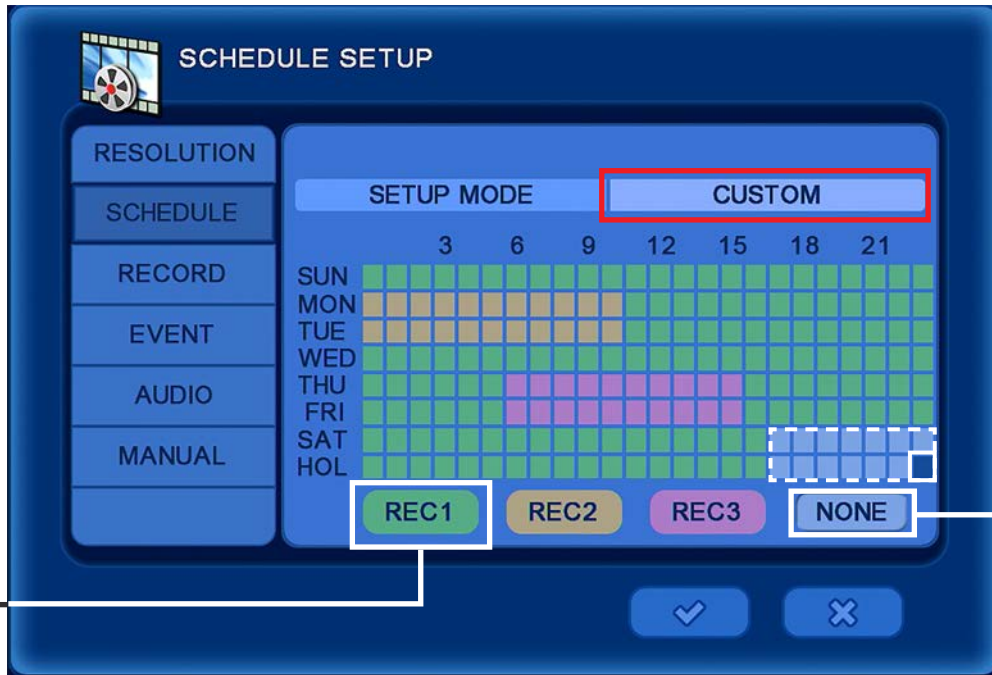 SCHEDULE SETUP
RESOLUTION
SCHEDULE
RECORD
EVENT
AUDIO
MANUAL
SETUP MODE CUSTOM
3 6 9 12 15 18 21
SUN
MON
TUE
WED
THU
FRI
SAT
HOL
REC1 REC2 REC3 NONE